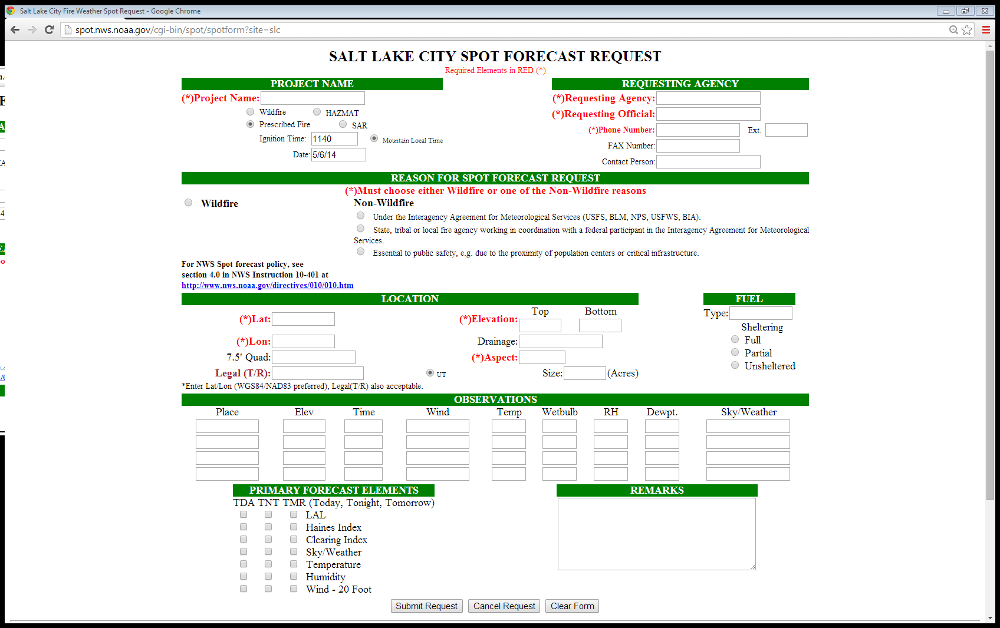 Salt Lake City Fire Weather Spot Request - Google Chrome
spot.nws.noaa.gov/cgi-bin/spot/spotform?site=slc
SALT LAKE CITY SPOT FORECAST REQUEST
Required Elements in RED (*)
PROJECT NAME
(*)Project Name:
Wildfire HAZMAT
Prescribed Fire SAR
Ignition Time: 1140 Mountain Local Time
Date: 5/6/14
REQUESTING AGENCY
(*)Requesting Agency:
(*)Requesting Official:
(*)Phone Number: Ext.
FAX Number:
Contact Person:
REASON FOR SPOT FORECAST REQUEST
(*)Must choose either Wildfire or one of the Non-Wildfire reasons
Wildfire
Non-Wildfire
Under the Interagency Agreement for Meteorological Services (USFS, BLM, NPS, USFWS, BIA).
State, tribal or local fire agency working in coordination with a federal participant in the Interagency Agreement for Meteorological
Services.
Essential to public safety, e.g. due to the proximity of population centers or critical infrastructure.
For NWS Spot forecast policy, see
section 4.0 in NWS Instruction 10-401 at
http://www.nws.noaa.gov/directives/010/010.htm
LOCATION
Top Bottom
(*)Lat: (*)Elevation:
(*)Lon: Drainage:
7.5' Quad: (*)Aspect:
Legal (T/R): UT Size: (Acres)
*Enter Lat/Lon (WGS84/NAD83 preferred), Legal(T/R) also acceptable.
FUEL
Type:
Sheltering
Full
Partial
Unsheltered
OBSERVATIONS
Place Elev Time Wind Temp Wetbulb RH Dewpt. Sky/Weather
PRIMARY FORECAST ELEMENTS
TDA TNT TMR (Today, Tonight, Tomorrow)
LAL
Haines Index
Clearing Index
Sky/Weather
Temperature
Humidity
Wind - 20 Foot
REMARKS
Submit Request Cancel Request Clear Form